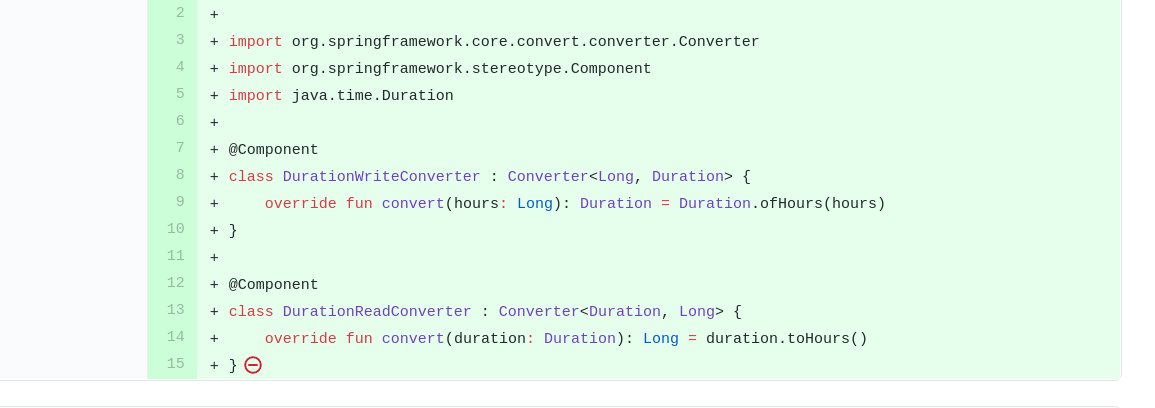 2 +
3 + import org.springframework.core.convert.converter.Converter
4 + import org.springframework.stereotype.Component
5 + import java.time.Duration
6 +
7 + @Component
8 + class DurationWriteConverter : Converter<Long, Duration> {
9 +     override fun convert(hours: Long): Duration = Duration.ofHours(hours)
10 + }
11 +
12 + @Component
13 + class DurationReadConverter : Converter<Duration, Long> {
14 +     override fun convert(duration: Duration): Long = duration.toHours()
15 + }